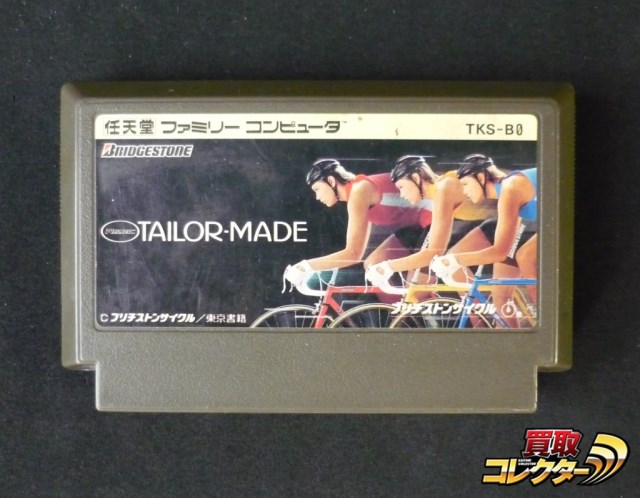 任天堂 ファミリー コンピュータ™ TKS-B0
BRIDGESTONE
TAILOR-MADE
© ブリヂストンサイクル/東京書籍
ブリヂストンサイクル
買取
コレクター